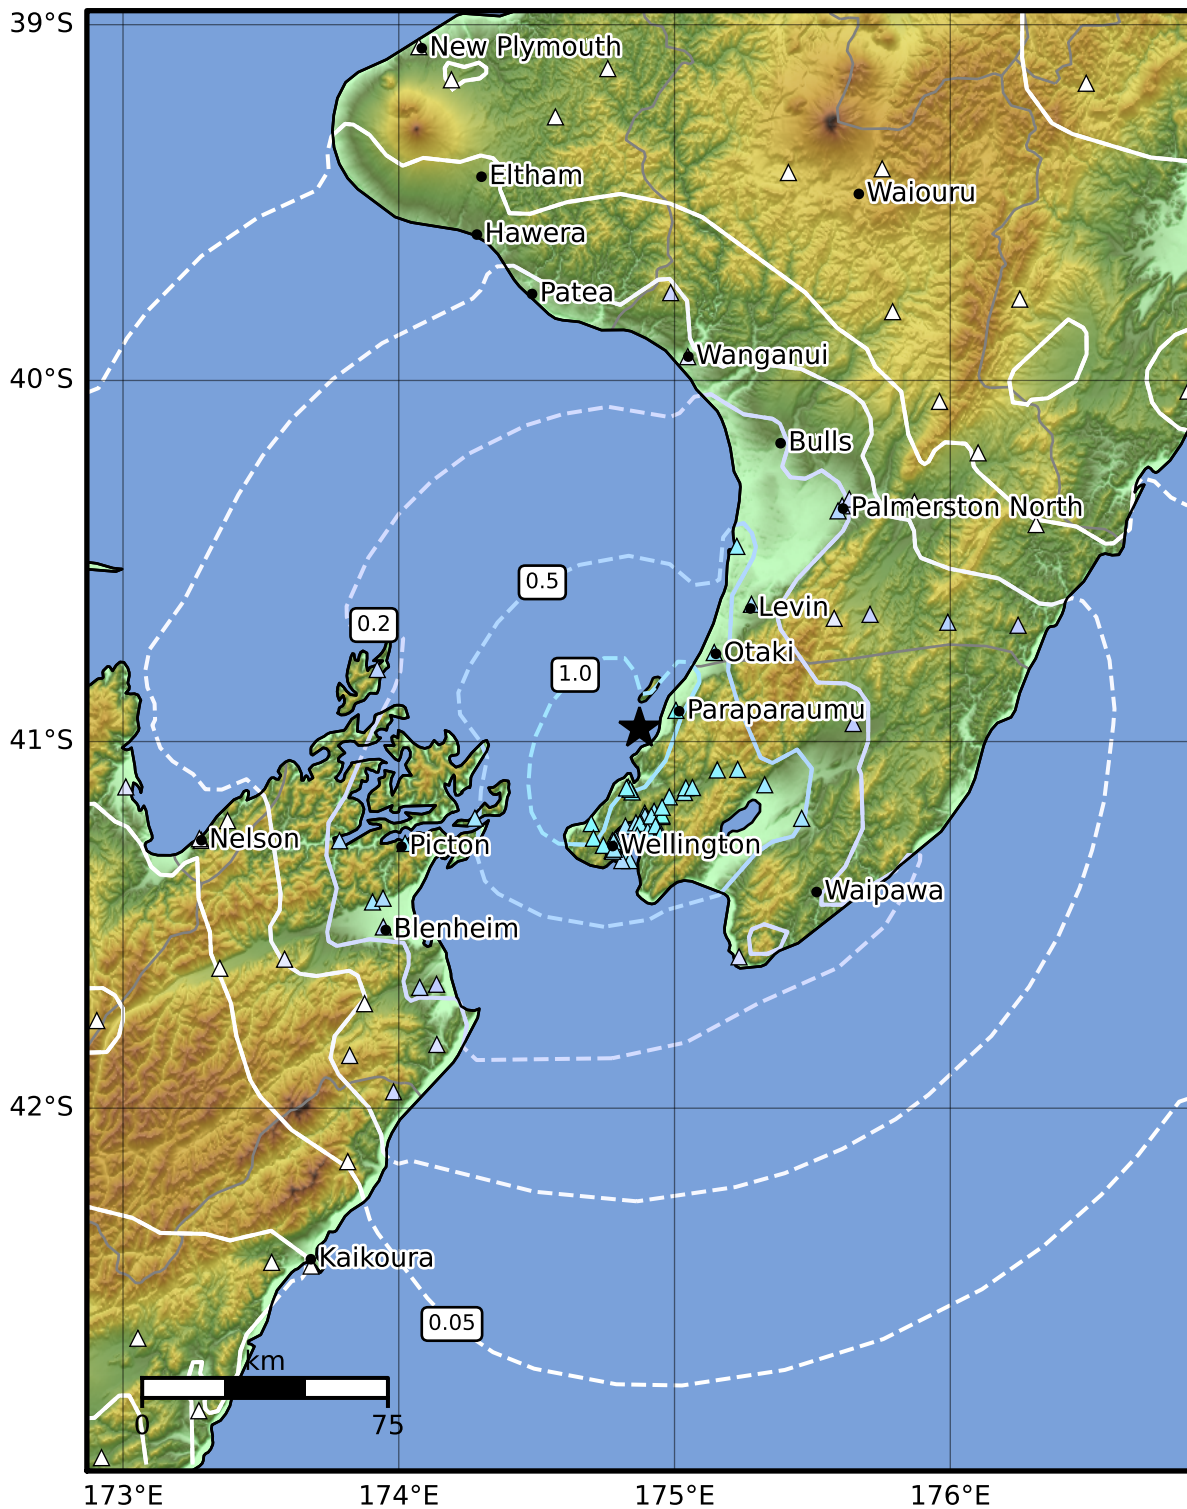 39°S
New Plymouth
Eltham
Waiouru
Hawera
Patea
Wanganui
40°S
Bulls
Palmerston North
0.5
Levin
0.2
Otaki
1.0
Paraparaumu
41°S
Nelson
Picton
Wellington
Waipawa
Blenheim
42°S
Kaikoura
0.05
km
0 75
173°E 174°E 175°E 176°E